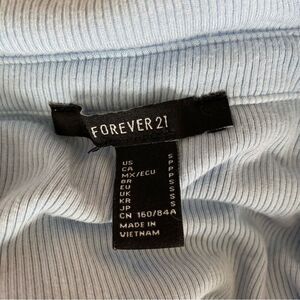 FOREVER 21
US S
CA P
MX/ECU P
BR P
EU S
UK S
KR S
JP S
CN 160/84A
MADE IN
VIETNAM